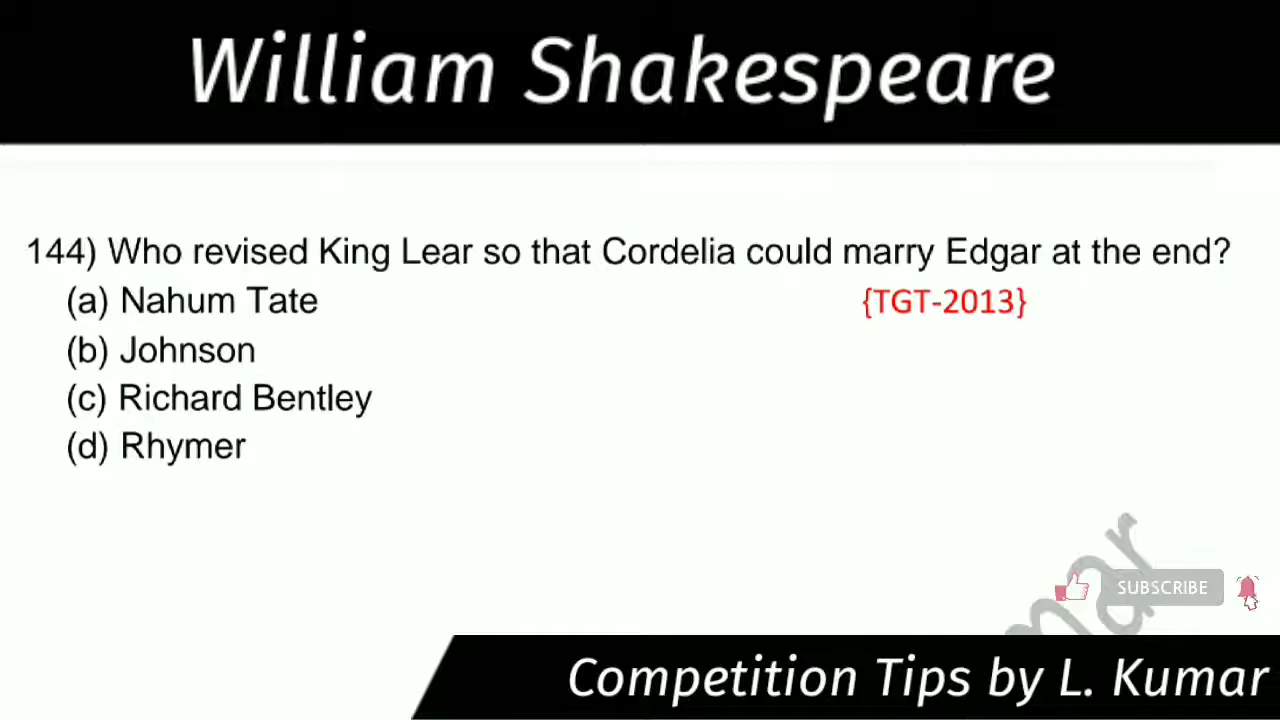 William Shakespeare
144) Who revised King Lear so that Cordelia could marry Edgar at the end?
(a) Nahum Tate {TGT-2013}
(b) Johnson
(c) Richard Bentley
(d) Rhymer
SUBSCRIBE
Competition Tips by L. Kumar